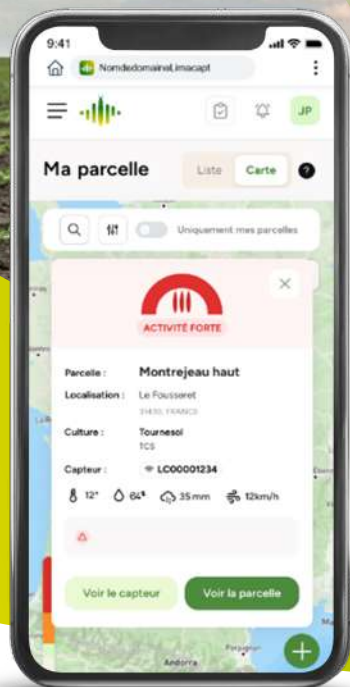 9:41
Nomdedomainel.imacapt
JP
Ma parcelle
Liste
Carte
?
Uniquement mes parcelles
ACTIVITÉ FORTE
Parcelle : Montrejeau haut
Localisation : Le Fousseret
31430, FRANCE
Culture : Tournesol
TCS
Capteur : LC00001234
12° 64% 35mm 12km/h
Voir le capteur
Voir la parcelle
Andorra